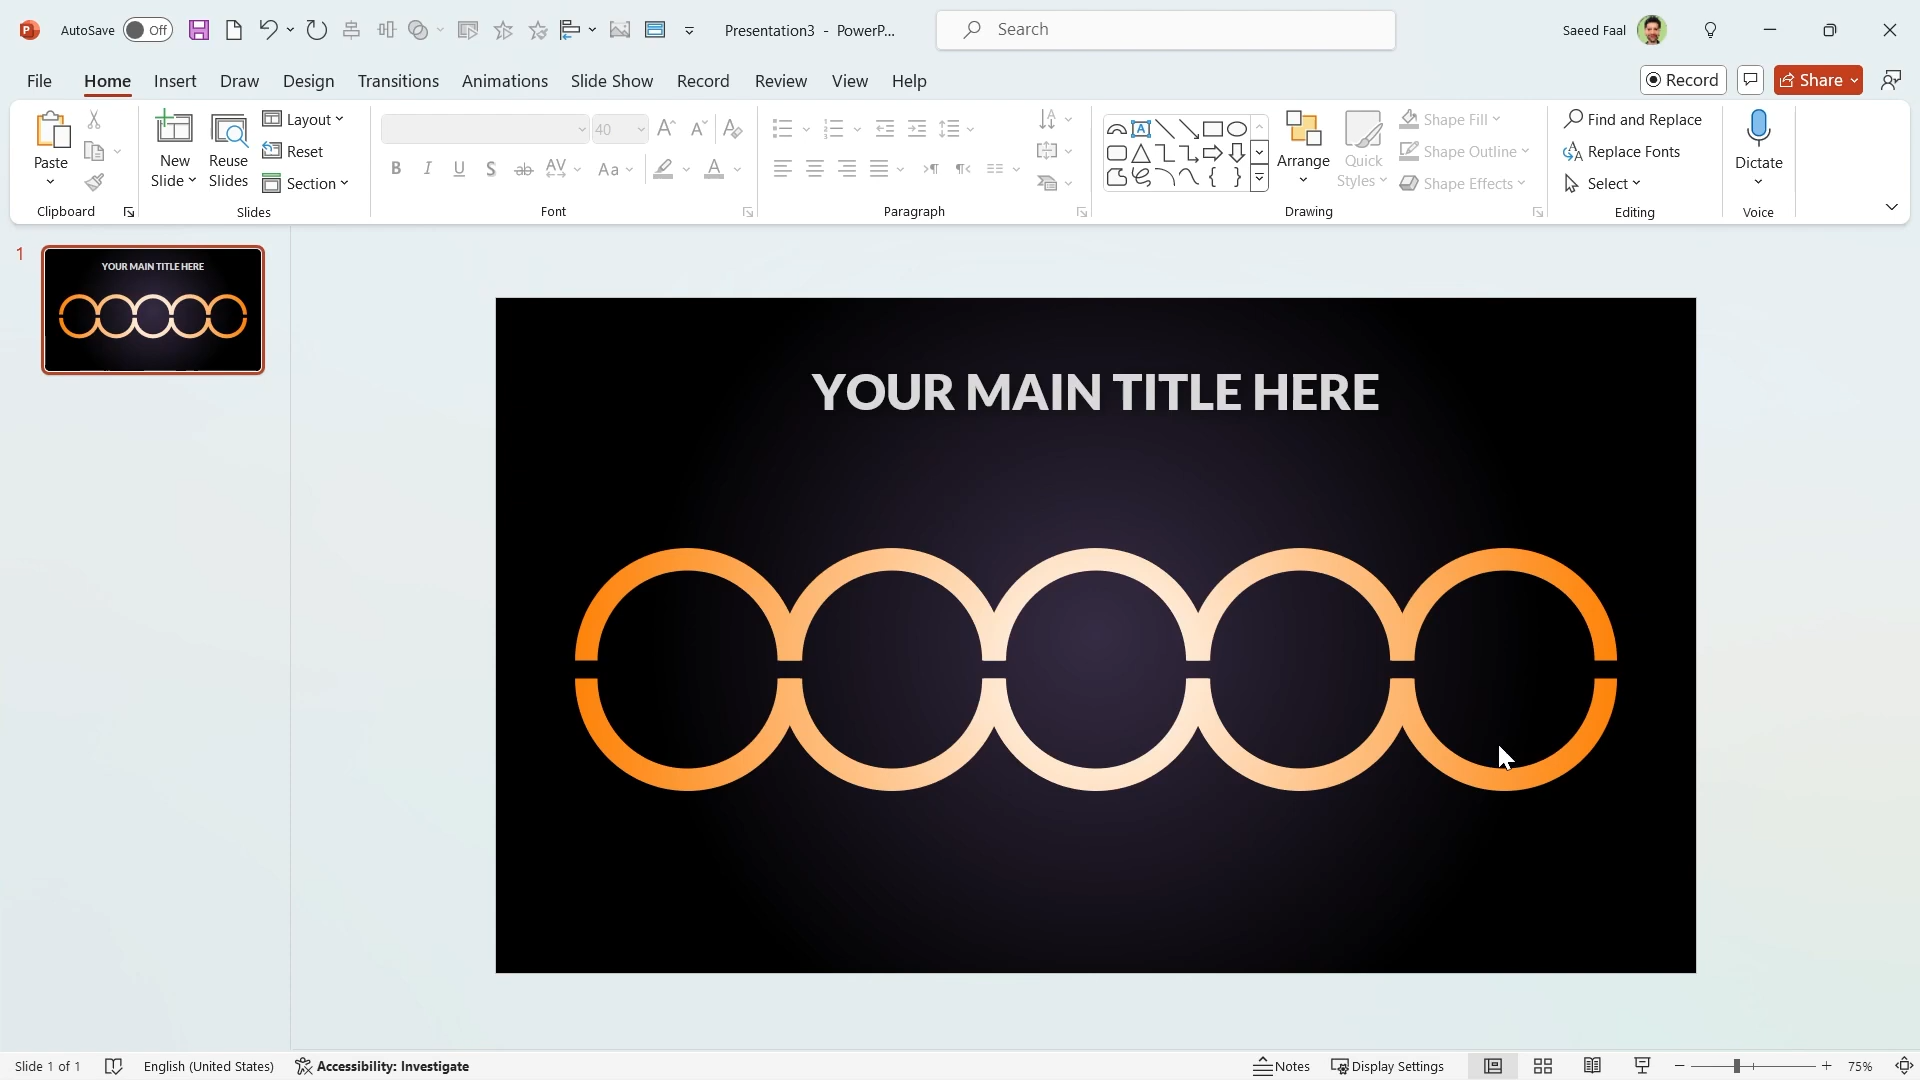 AutoSave Off Presentation3 - PowerP... Search Saeed Faal
File Home Insert Draw Design Transitions Animations Slide Show Record Review View Help Record Share
Paste
Clipboard
New
Slide
Reuse
Slides
Layout
Reset
Section
Slides
40
B I U S ab AV Aa A
Font
Paragraph
Arrange
Quick
Styles
Shape Fill
Shape Outline
Shape Effects
Drawing
Find and Replace
Replace Fonts
Select
Editing
Dictate
Voice
1
YOUR MAIN TITLE HERE
YOUR MAIN TITLE HERE
Slide 1 of 1 English (United States) Accessibility: Investigate Notes Display Settings 75%